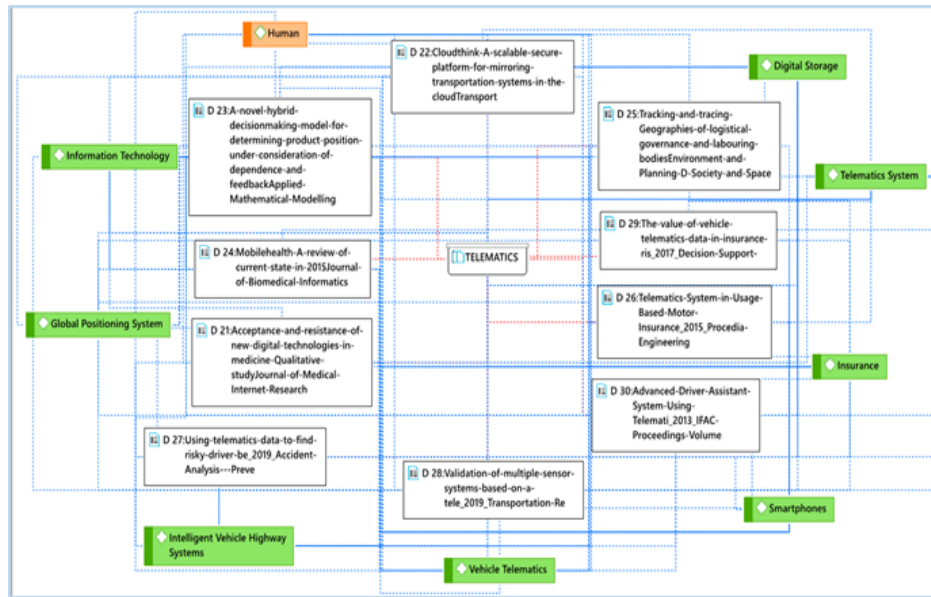 Human
D 22:Cloudthink-A-scalable-secure-
platform-for-mirroring-
transportation-systems-in-the-
cloudTransport
Digital Storage
D 23:A-novel-hybrid-
decisionmaking-model-for-
determining-product-position-
under-consideration-of-
dependence-and-
feedbackApplied-
Mathematical-Modelling
D 25:Tracking-and-tracing-
Geographies-of-logistical-
governance-and-labouring-
bodiesEnvironment-and-
Planning-D-Society-and-Space
Information Technology
Telematics System
D 24:Mobilehealth-A-review-of-
current-state-in-2015Journal-
of-Biomedical-Informatics
TELEMATICS
D 29:The-value-of-vehicle-
telematics-data-in-insurance-
ris_2017_Decision-Support-
Global Positioning System
D 21:Acceptance-and-resistance-of-
new-digital-technologies-in-
medicine-Qualitative-
studyJournal-of-Medical-
Internet-Research
D 26:Telematics-System-in-Usage-
Based-Motor-
Insurance_2015_Procedia-
Engineering
Insurance
D 30:Advanced-Driver-Assistant-
System-Using-
Telemati_2013_IFAC-
Proceedings-Volume
D 27:Using-telematics-data-to-find-
risky-driver-be_2019_Accident-
Analysis---Preve
D 28:Validation-of-multiple-sensor-
systems-based-on-a-
tele_2019_Transportation-Re
Smartphones
Intelligent Vehicle Highway
Systems
Vehicle Telematics